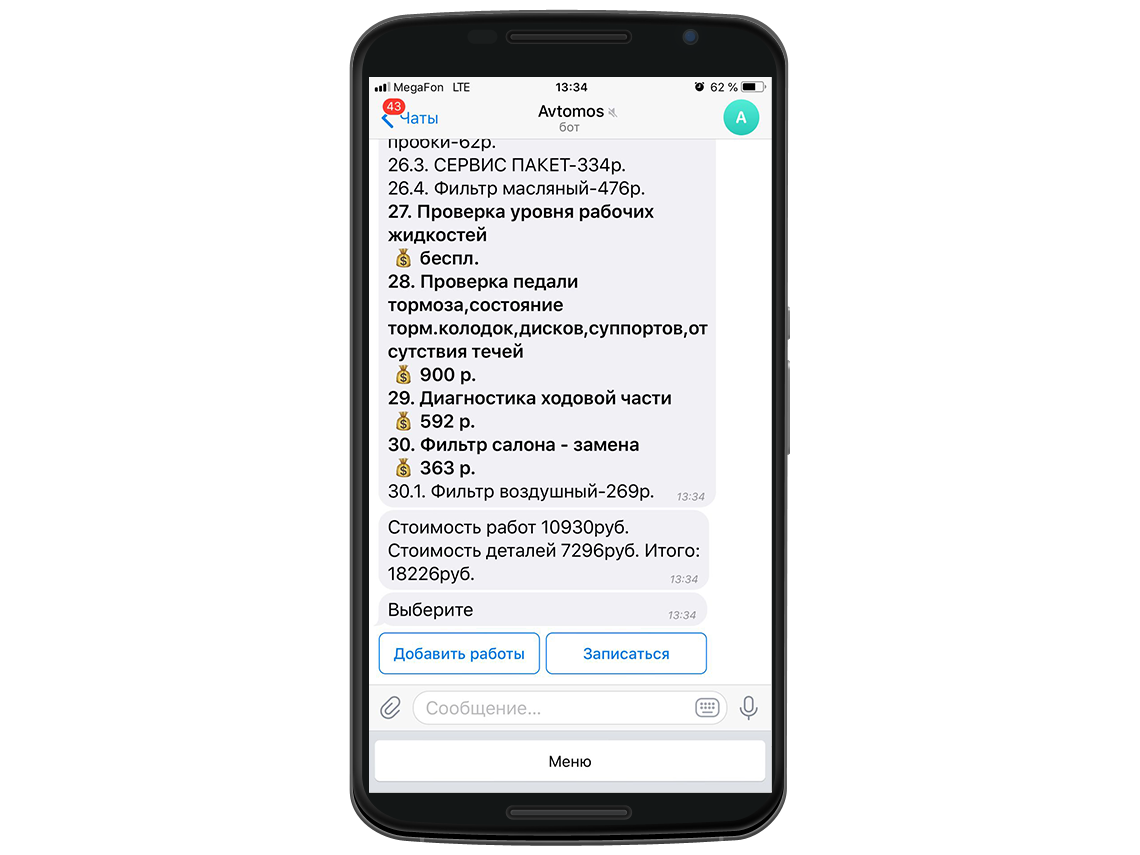 MegaFon LTE 13:34 62 %
43
Чаты
Avtomos
бот
А
пробки-62р.
26.3. СЕРВИС ПАКЕТ-334р.
26.4. Фильтр масляный-476р.
27. Проверка уровня рабочих
жидкостей
💰 беспл.
28. Проверка педали
тормоза,состояние
торм.колодок,дисков,суппортов,от
сутствия течей
💰 900 р.
29. Диагностика ходовой части
💰 592 р.
30. Фильтр салона - замена
💰 363 р.
30.1. Фильтр воздушный-269р. 13:34
Стоимость работ 10930руб.
Стоимость деталей 7296руб. Итого:
18226руб. 13:34
Выберите 13:34
Добавить работы Записаться
Сообщение...
Меню